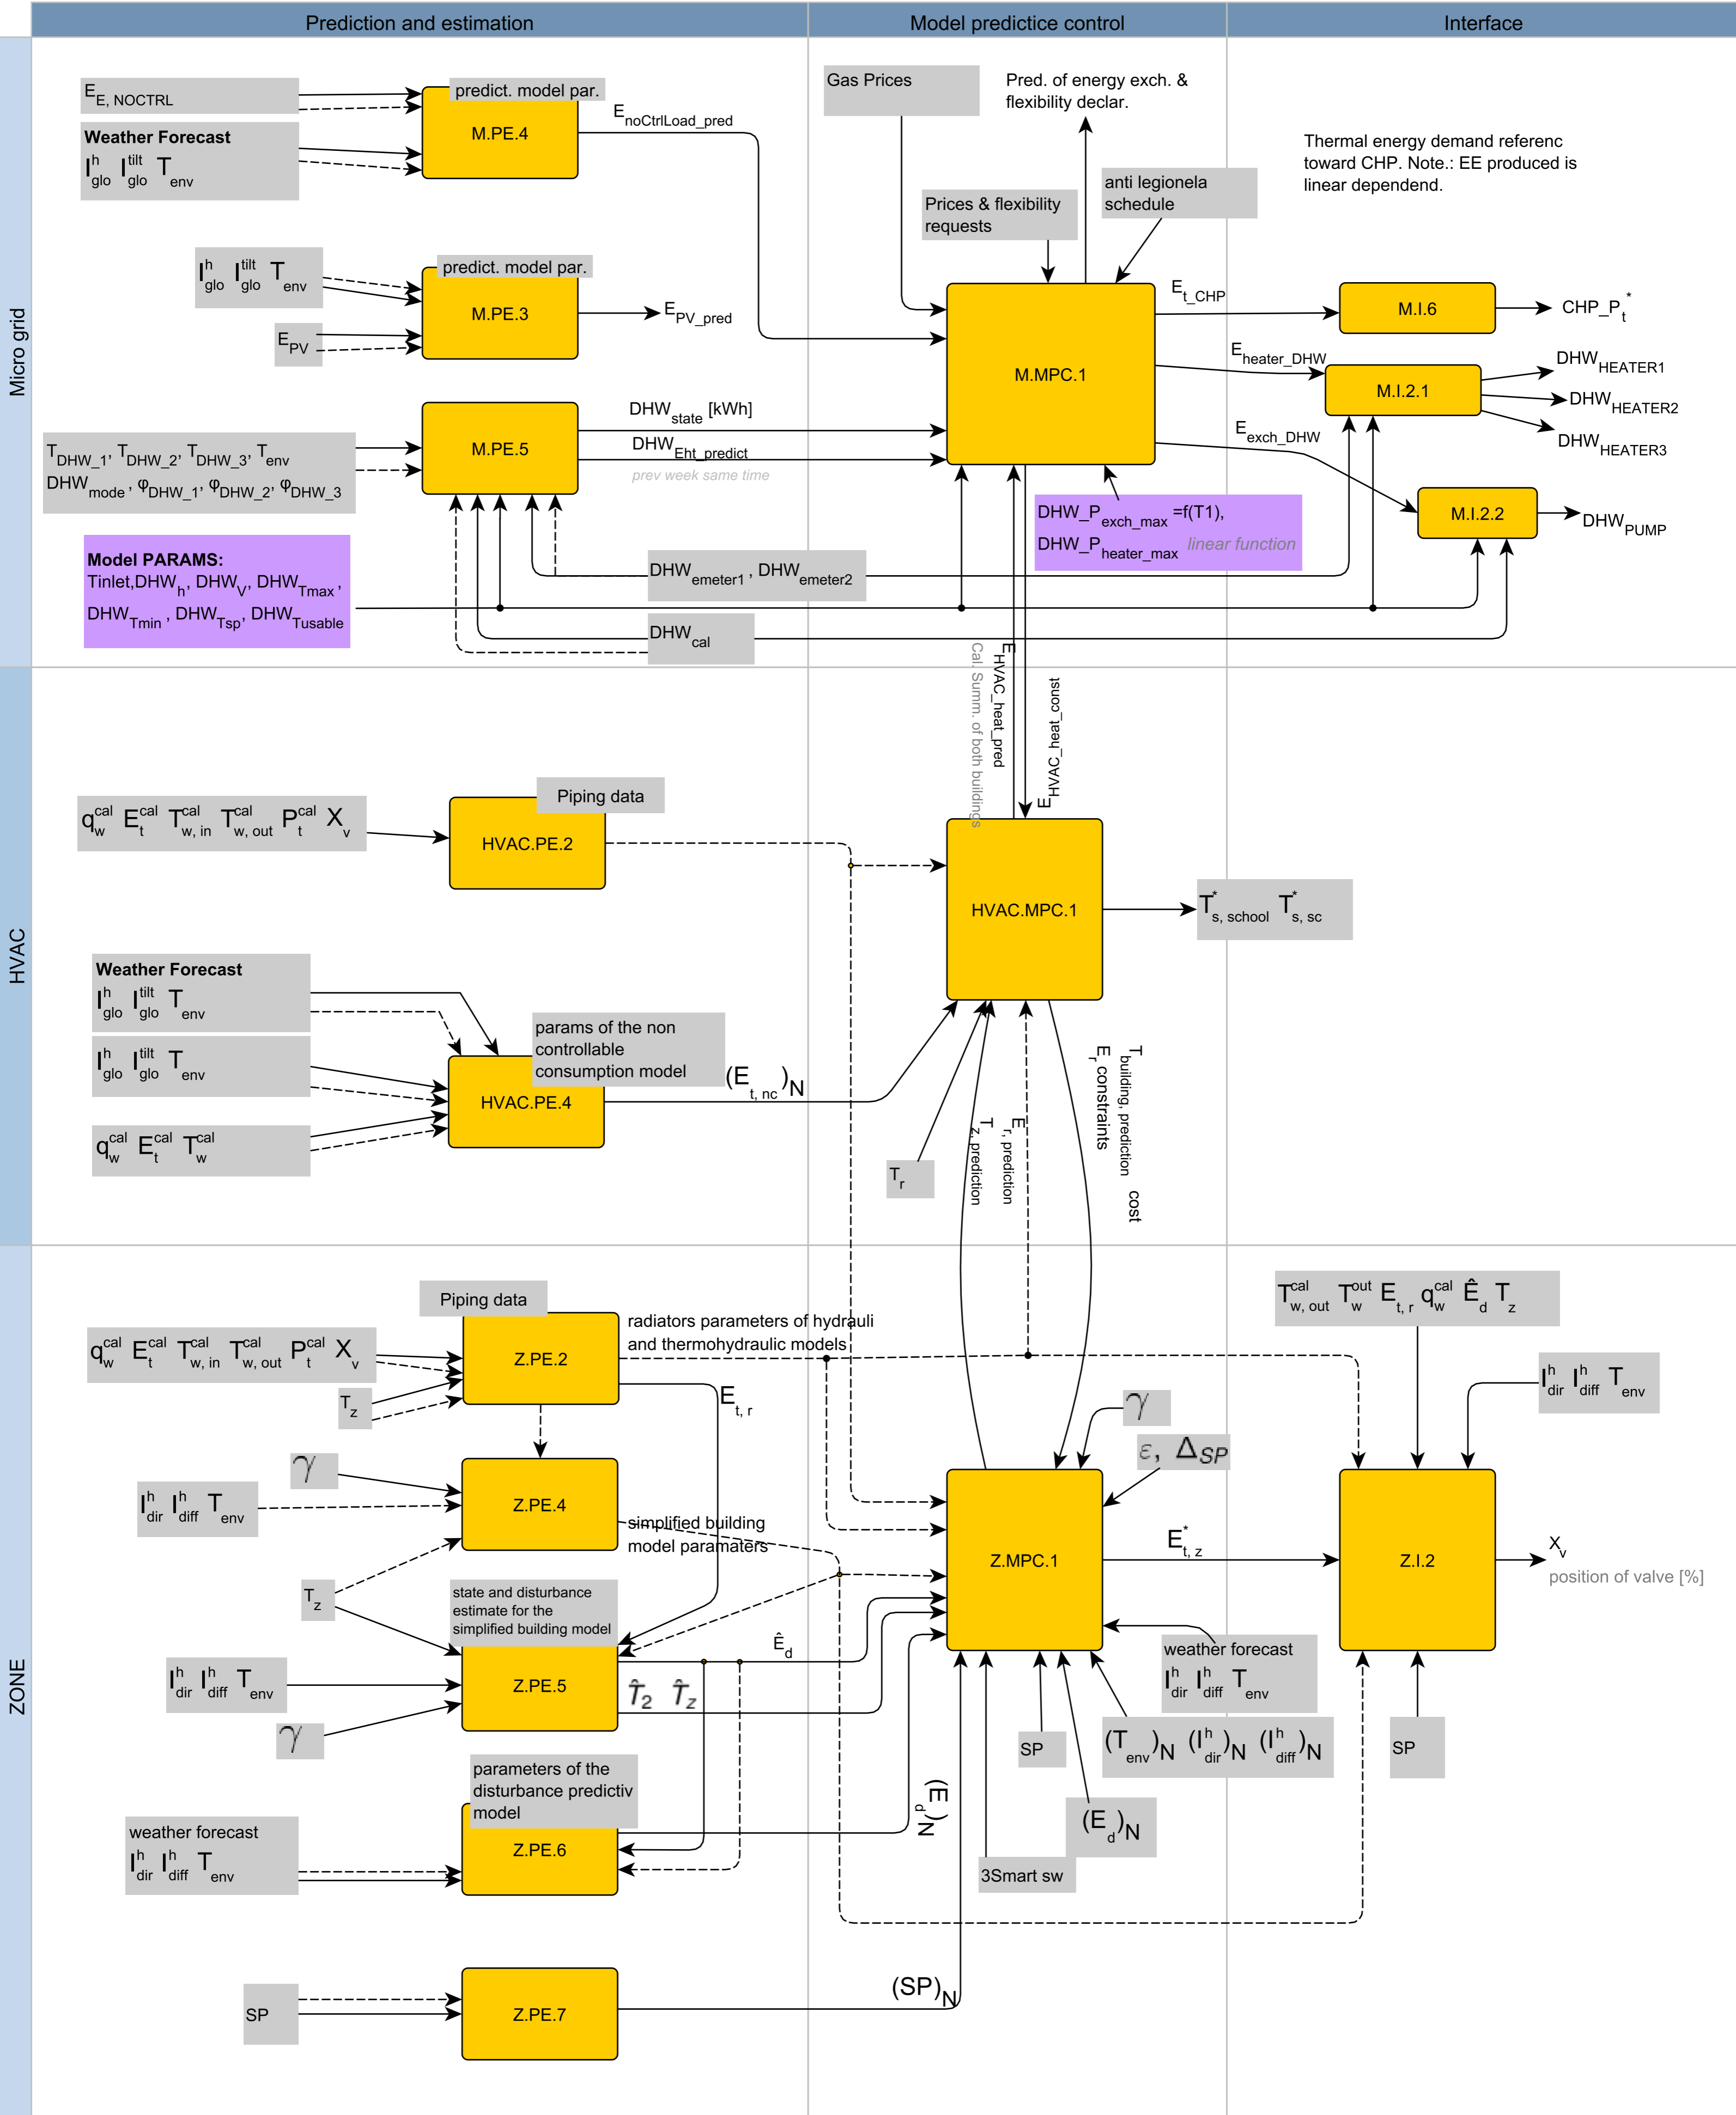 Prediction and estimation
Model predictice control
Interface
Micro grid
E_E, NOCTRL
Weather Forecast
I^h_glo I^tilt_glo T_env
predict. model par.
M.PE.4
E_noCtrlLoad_pred
I^h_glo I^tilt_glo T_env
E_PV
predict. model par.
M.PE.3
E_PV_pred
T_DHW_1, T_DHW_2, T_DHW_3, T_env
DHW_mode, φ_DHW_1, φ_DHW_2, φ_DHW_3
M.PE.5
DHW_state [kWh]
DHW_Eht_predict
prev week same time
Model PARAMS:
Tinlet,DHW_h, DHW_V, DHW_Tmax,
DHW_Tmin, DHW_Tsp, DHW_Tusable
DHW_emeter1, DHW_emeter2
DHW_cal
Gas Prices
Pred. of energy exch. &
flexibility declar.
Prices & flexibility
requests
anti legionela
schedule
M.MPC.1
DHW_P_exch_max =f(T1),
DHW_P_heater_max linear function
Thermal energy demand referenc
toward CHP. Note.: EE produced is
linear dependend.
E_t_CHP
M.I.6
CHP_P_t^*
E_heater_DHW
M.I.2.1
DHW_HEATER1
DHW_HEATER2
DHW_HEATER3
E_exch_DHW
M.I.2.2
DHW_PUMP
E_HVAC_heat_pred
Cal. Summ. of both buildings
E_HVAC_heat_const
HVAC
q^cal_w E^cal_t T^cal_w, in T^cal_w, out P^cal_t X_v
Piping data
HVAC.PE.2
HVAC.MPC.1
T^*_s, school T^*_s, sc
Weather Forecast
I^h_glo I^tilt_glo T_env
I^h_glo I^tilt_glo T_env
q^cal_w E^cal_t T^cal_w
params of the non
controllable
consumption model
HVAC.PE.4
(E_t, nc)_N
T_r
T_z, prediction
E_r, prediction
E_r constraints
T_building, prediction cost
ZONE
Piping data
q^cal_w E^cal_t T^cal_w, in T^cal_w, out P^cal_t X_v
T_z
Z.PE.2
radiators parameters of hydrauli
and thermohydraulic models
E_t, r
γ
I^h_dir I^h_diff T_env
Z.PE.4
simplified building
model paramaters
T_z
state and disturbance
estimate for the
simplified building model
I^h_dir I^h_diff T_env
γ
Z.PE.5
Ê_d
T̂_2 T̂_z
parameters of the
disturbance predictiv
model
weather forecast
I^h_dir I^h_diff T_env
Z.PE.6
(E_d)_N
SP
Z.PE.7
(SP)_N
γ
ε, Δ_SP
Z.MPC.1
E^*_t, z
weather forecast
I^h_dir I^h_diff T_env
(T_env)_N (I^h_dir)_N (I^h_diff)_N
SP
(E_d)_N
3Smart sw
T^cal_w, out T^out_w E_t, r q^cal_w Ê_d T_z
I^h_dir I^h_diff T_env
Z.I.2
X_v
position of valve [%]
SP